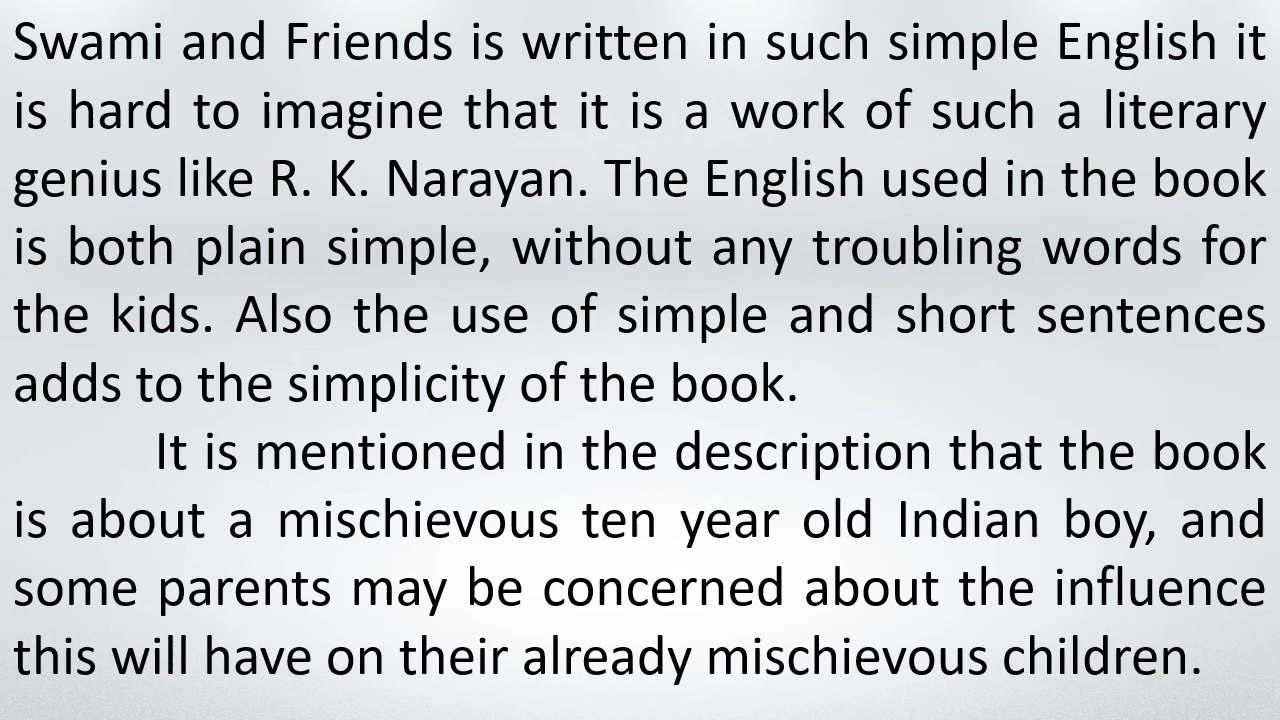 Swami and Friends is written in such simple English it
is hard to imagine that it is a work of such a literary
genius like R. K. Narayan. The English used in the book
is both plain simple, without any troubling words for
the kids. Also the use of simple and short sentences
adds to the simplicity of the book.
It is mentioned in the description that the book
is about a mischievous ten year old Indian boy, and
some parents may be concerned about the influence
this will have on their already mischievous children.